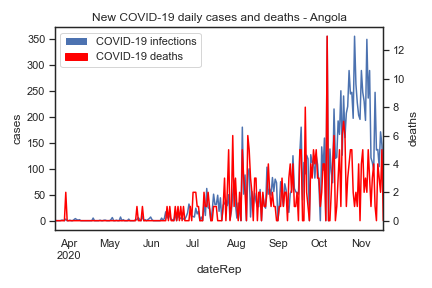 New COVID-19 daily cases and deaths - Angola
COVID-19 infections
COVID-19 deaths
cases
350
300
250
200
150
100
50
0
deaths
12
10
8
6
4
2
0
Apr
2020
May
Jun
Jul
Aug
Sep
Oct
Nov
dateRep